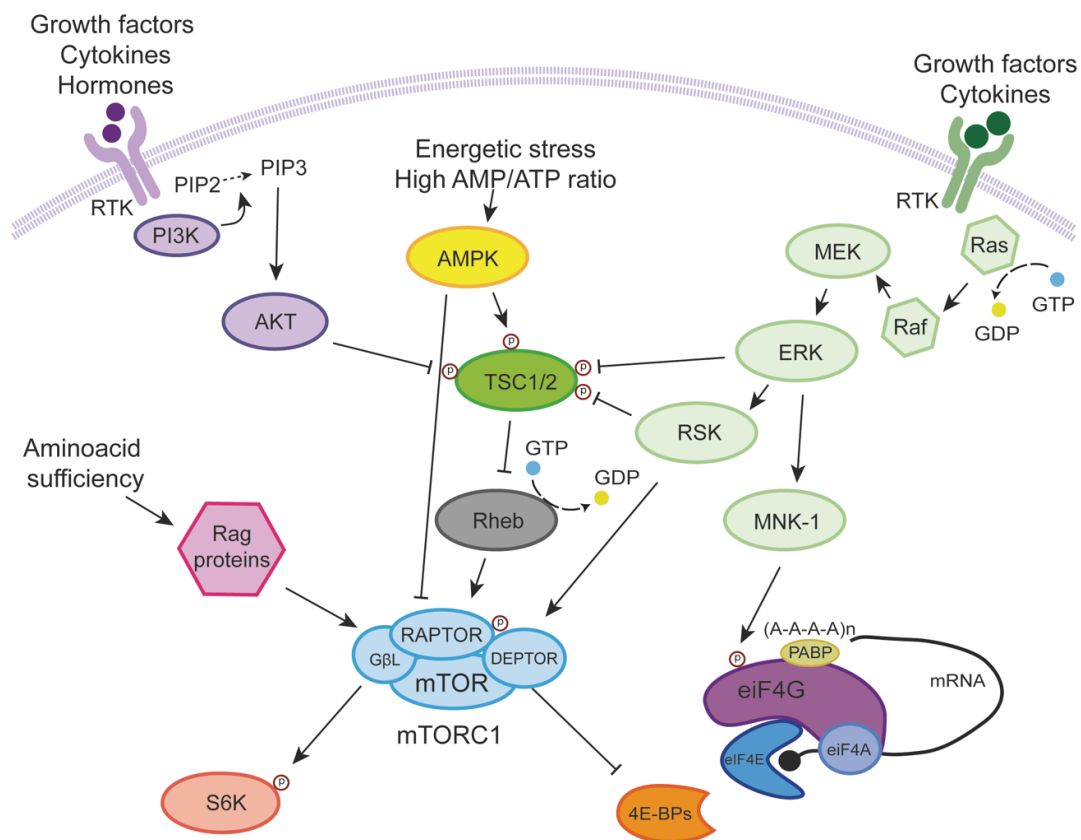 Growth factors
Cytokines
Hormones
Growth factors
Cytokines
Energetic stress
High AMP/ATP ratio
PIP2
PIP3
RTK
RTK
PI3K
AMPK
MEK
Ras
GTP
GDP
Raf
AKT
ERK
P
P
P
P
TSC1/2
RSK
GTP
GDP
Aminoacid
sufficiency
Rheb
MNK-1
Rag
proteins
RAPTOR
P
GβL
DEPTOR
mTOR
mTORC1
(A-A-A-A)n
PABP
P
eiF4G
mRNA
eIF4E
eiF4A
S6K
P
4E-BPs